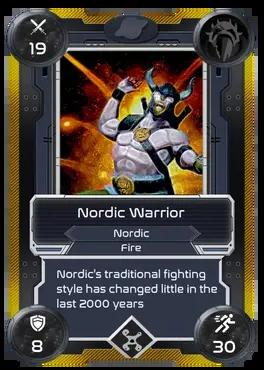 19
Nordic Warrior
Nordic
Fire
Nordic's traditional fighting
style has changed little in the
last 2000 years
8
30